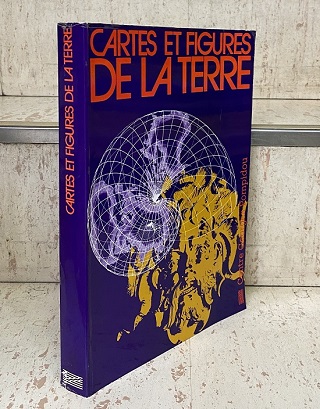 CARTES ET FIGURES
DE LA TERRE
Centre Georges Pompidou
CARTES ET FIGURES DE LA TERRE